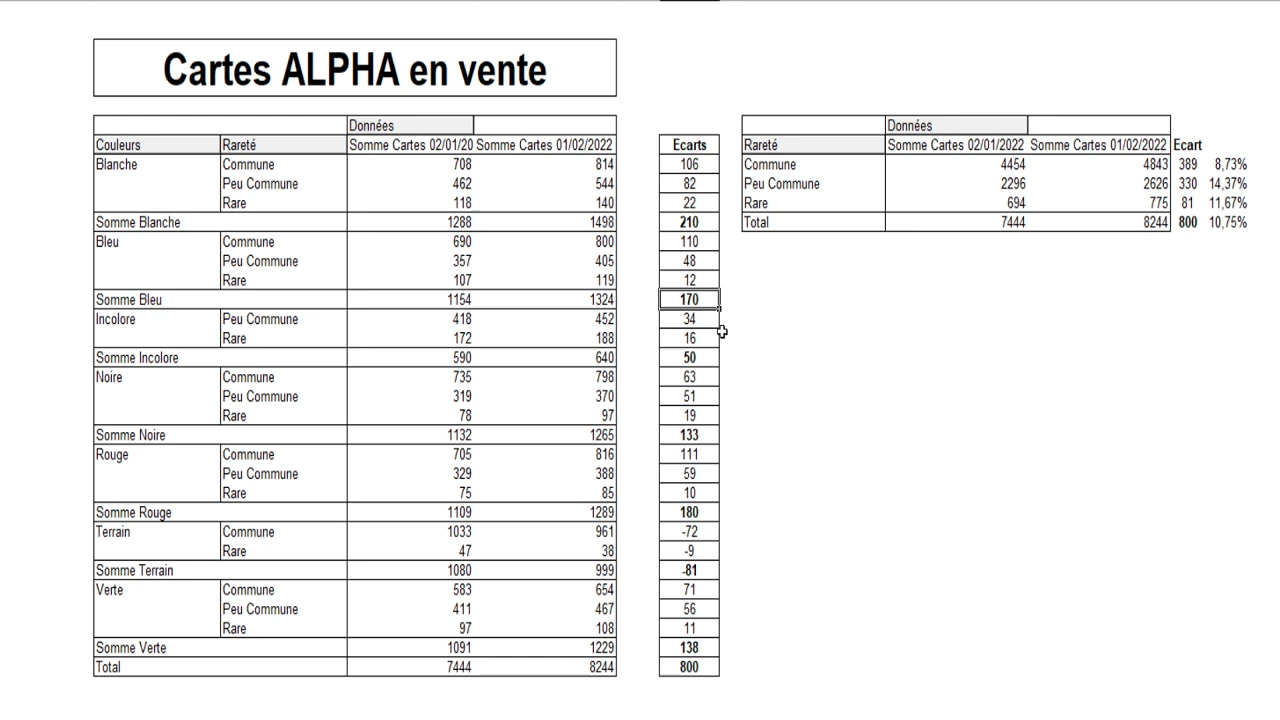 Cartes ALPHA en vente
Données
Couleurs Rareté Somme Cartes 02/01/20 Somme Cartes 01/02/2022 Ecarts
Blanche Commune 708 814 106
Peu Commune 462 544 82
Rare 118 140 22
Somme Blanche 1288 1498 210
Bleu Commune 690 800 110
Peu Commune 357 405 48
Rare 107 119 12
Somme Bleu 1154 1324 170
Incolore Peu Commune 418 452 34
Rare 172 188 16
Somme Incolore 590 640 50
Noire Commune 735 798 63
Peu Commune 319 370 51
Rare 78 97 19
Somme Noire 1132 1265 133
Rouge Commune 705 816 111
Peu Commune 329 388 59
Rare 75 85 10
Somme Rouge 1109 1289 180
Terrain Commune 1033 961 -72
Rare 47 38 -9
Somme Terrain 1080 999 -81
Verte Commune 583 654 71
Peu Commune 411 467 56
Rare 97 108 11
Somme Verte 1091 1229 138
Total 7444 8244 800
Données
Rareté Somme Cartes 02/01/2022 Somme Cartes 01/02/2022 Ecart
Commune 4454 4843 389 8,73%
Peu Commune 2296 2626 330 14,37%
Rare 694 775 81 11,67%
Total 7444 8244 800 10,75%